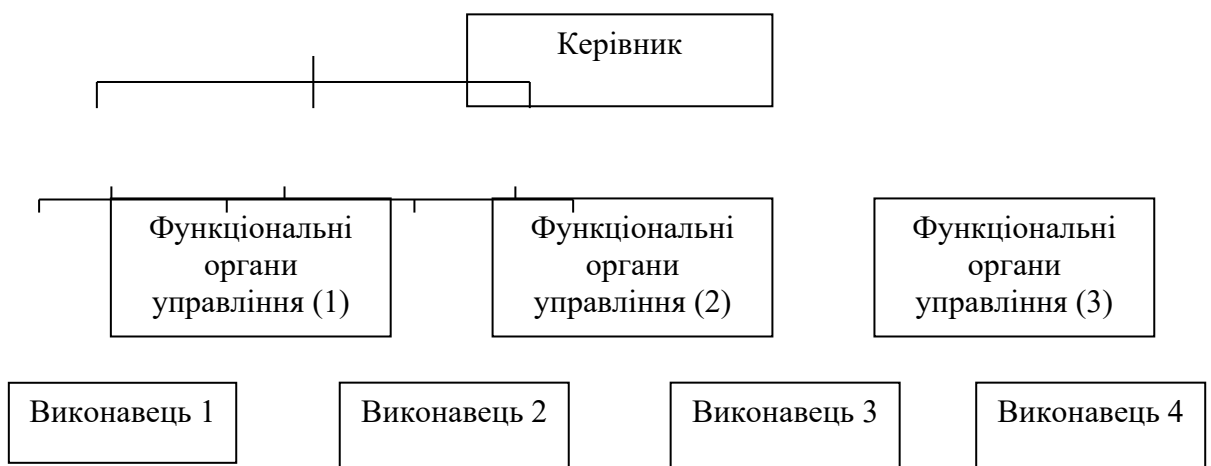 Керівник
Функціональні
органи
управління (1)
Функціональні
органи
управління (2)
Функціональні
органи
управління (3)
Виконавець 1
Виконавець 2
Виконавець 3
Виконавець 4